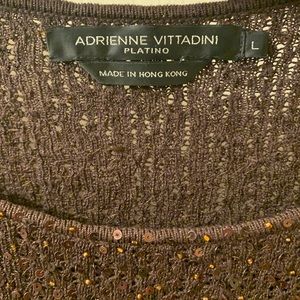 ADRIENNE VITTADINI
PLATINO
L
MADE IN HONG KONG